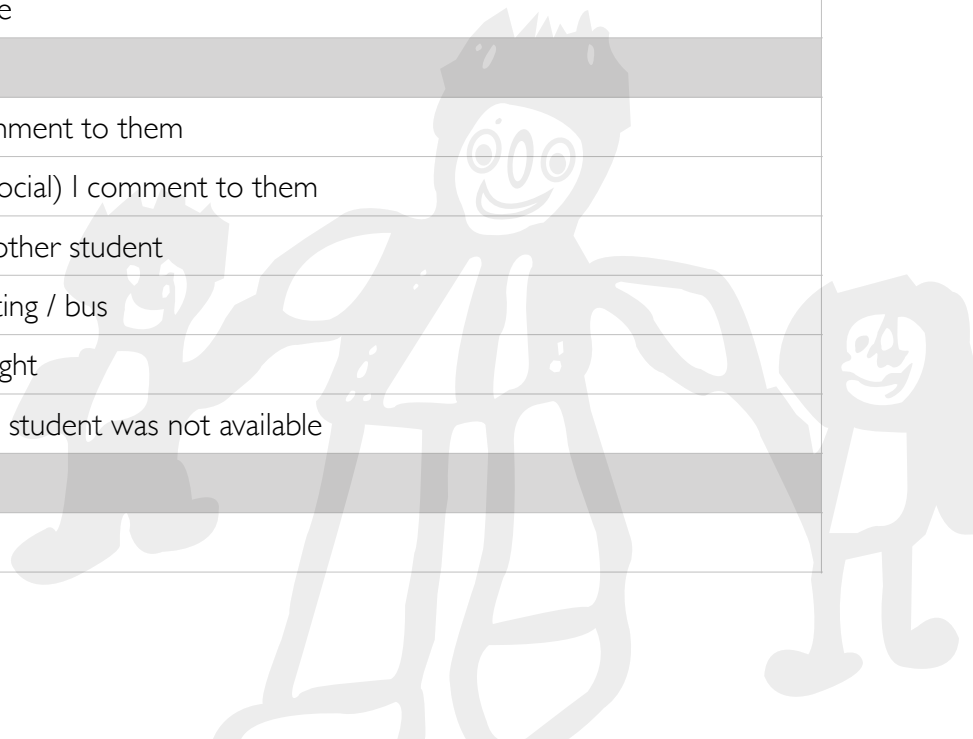 e
nment to them
ocial) I comment to them
other student
ting / bus
ght
student was not available